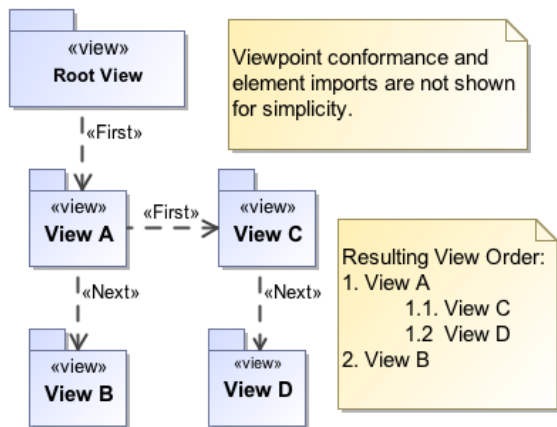 «view»
Root View
Viewpoint conformance and
element imports are not shown
for simplicity.
«First»
«view»
View A
«First»
«view»
View C
«Next»
«Next»
«view»
View B
«view»
View D
Resulting View Order:
1. View A
1.1. View C
1.2 View D
2. View B